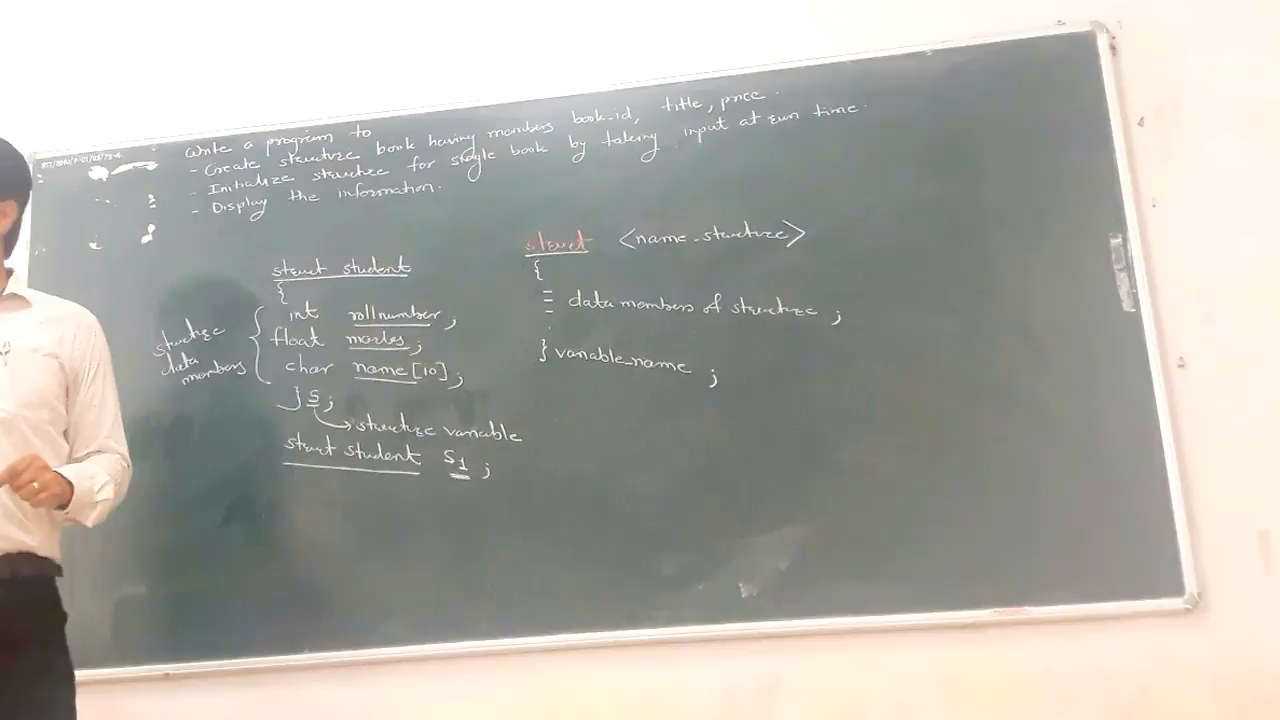 Write a program to
- Create structure book having members book-id, title, price.
- Initialize structure for single book by taking input at run time.
- Display the information.
struct student
{
int rollnumber;
float marks;
char name[10];
} s;
structure
data
members
structure variable
struct student s1;
struct <name-structure>
{
data members of structure;
} variable_name;